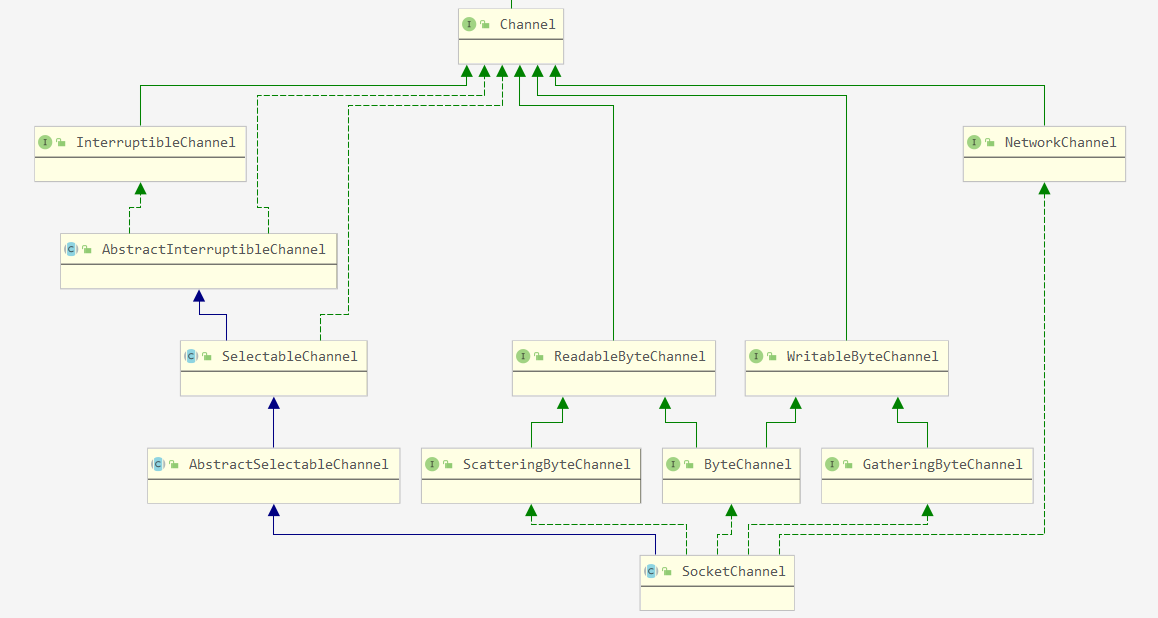 I Channel
I InterruptibleChannel
I NetworkChannel
C AbstractInterruptibleChannel
C SelectableChannel
I ReadableByteChannel
I WritableByteChannel
C AbstractSelectableChannel
I ScatteringByteChannel
I ByteChannel
I GatheringByteChannel
C SocketChannel